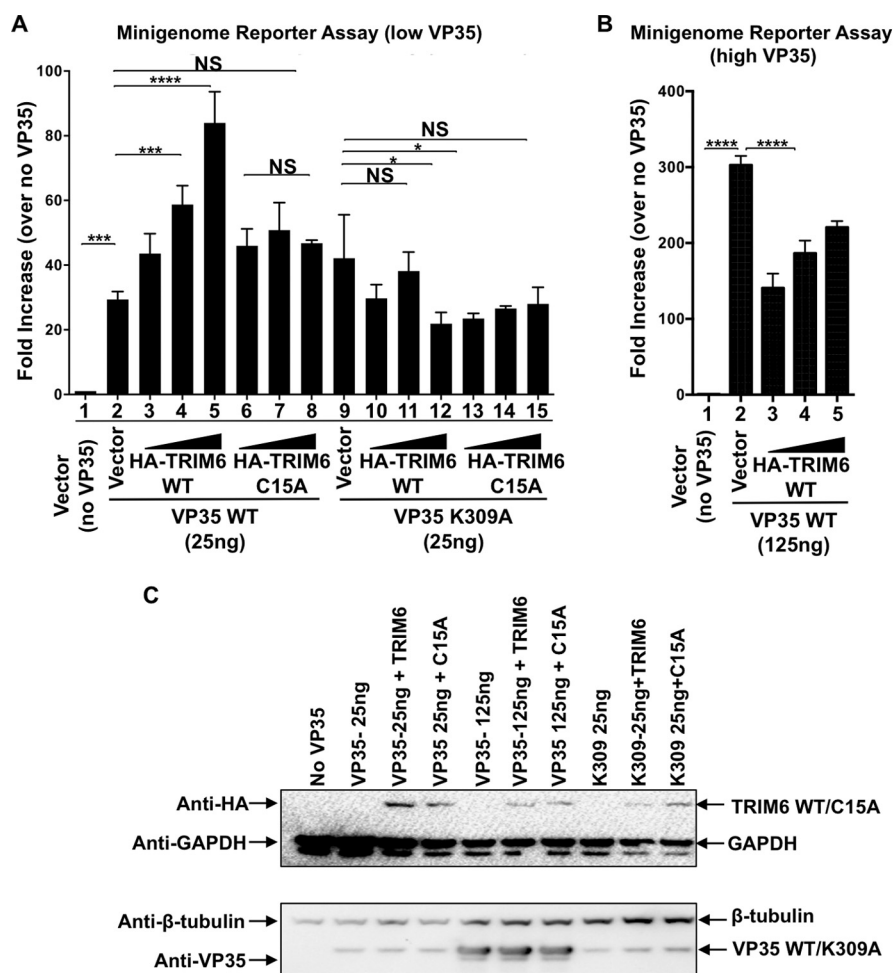 A
Minigenome Reporter Assay (low VP35)
Fold Increase (over no VP35)
100
80
60
40
20
0
NS
****
***
***
NS
NS
*
*
NS
1 2 3 4 5 6 7 8 9 10 11 12 13 14 15
Vector
(no VP35)
Vector
HA-TRIM6
WT
HA-TRIM6
C15A
VP35 WT
(25ng)
Vector
HA-TRIM6
WT
HA-TRIM6
C15A
VP35 K309A
(25ng)
B
Minigenome Reporter Assay
(high VP35)
Fold Increase (over no VP35)
400
300
200
100
0
**** ****
1 2 3 4 5
Vector
(no VP35)
Vector
HA-TRIM6
WT
VP35 WT
(125ng)
C
No VP35
VP35- 25ng
VP35-25ng + TRIM6
VP35 25ng + C15A
VP35- 125ng
VP35-125ng + TRIM6
VP35 125ng + C15A
K309 25ng
K309-25ng+TRIM6
K309 25ng+C15A
Anti-HA
TRIM6 WT/C15A
Anti-GAPDH
GAPDH
Anti-β-tubulin
β-tubulin
Anti-VP35
VP35 WT/K309A